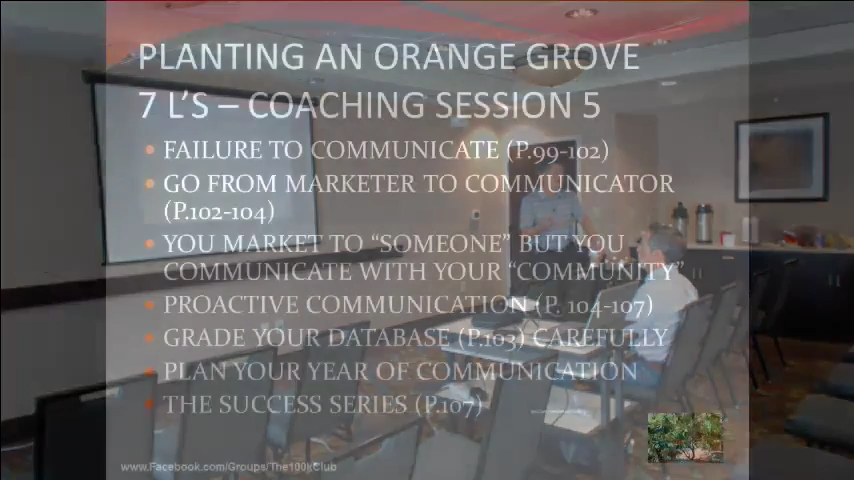 PLANTING AN ORANGE GROVE
7 L'S – COACHING SESSION 5
FAILURE TO COMMUNICATE (P.99-102)
GO FROM MARKETER TO COMMUNICATOR
(P.102-104)
YOU MARKET TO “SOMEONE” BUT YOU
COMMUNICATE WITH YOUR “COMMUNITY”
PROACTIVE COMMUNICATION (P. 104-107)
GRADE YOUR DATABASE (P.103) CAREFULLY
PLAN YOUR YEAR OF COMMUNICATION
THE SUCCESS SERIES (P.107)
www.Facebook.com/Groups/The100kClub